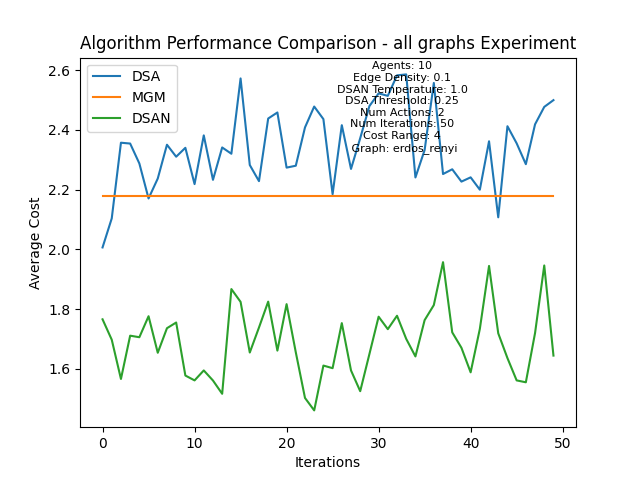 Algorithm Performance Comparison - all graphs Experiment
DSA
MGM
DSAN
Agents: 10
Edge Density: 0.1
DSAN Temperature: 1.0
DSA Threshold: 0.25
Num Actions: 2
Num Iterations: 50
Cost Range: 4
Graph: erdos_renyi
Average Cost
2.6
2.4
2.2
2.0
1.8
1.6
0 10 20 30 40 50
Iterations